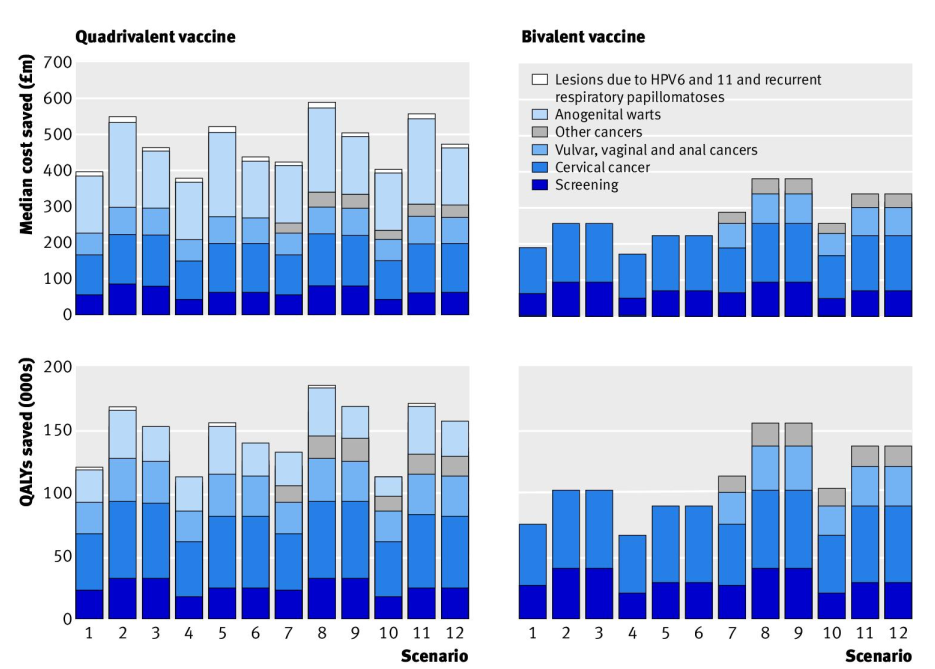 Quadrivalent vaccine
Bivalent vaccine
Median cost saved (£m)
700
600
500
400
300
200
100
0
Lesions due to HPV6 and 11 and recurrent
respiratory papillomatoses
Anogenital warts
Other cancers
Vulvar, vaginal and anal cancers
Cervical cancer
Screening
QALYs saved (000s)
200
150
100
50
0
1 2 3 4 5 6 7 8 9 10 11 12
Scenario
1 2 3 4 5 6 7 8 9 10 11 12
Scenario